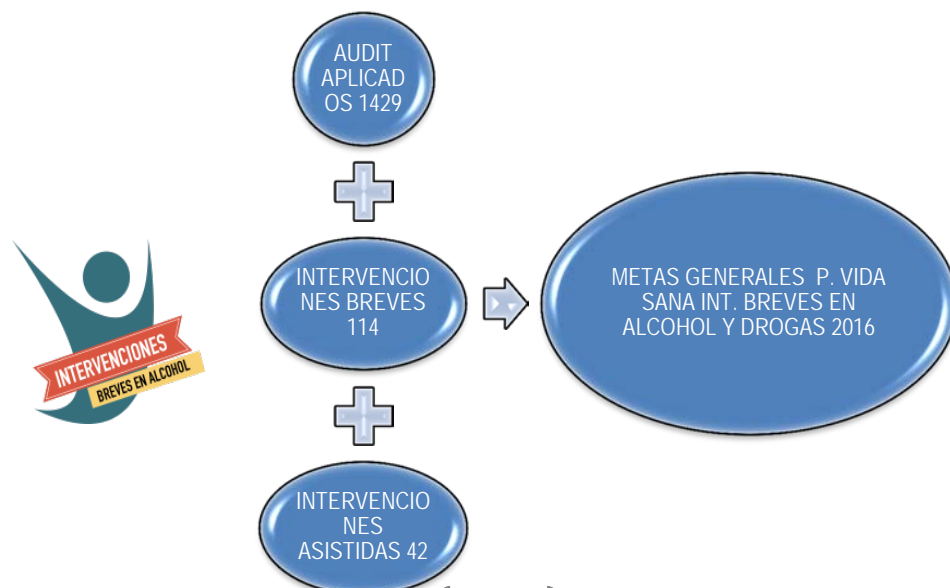 AUDIT
APLICAD
OS 1429
INTERVENCIO
NES BREVES
114
INTERVENCIO
NES
ASISTIDAS 42
METAS GENERALES P. VIDA
SANA INT. BREVES EN
ALCOHOL Y DROGAS 2016
INTERVENCIONES
BREVES EN ALCOHOL